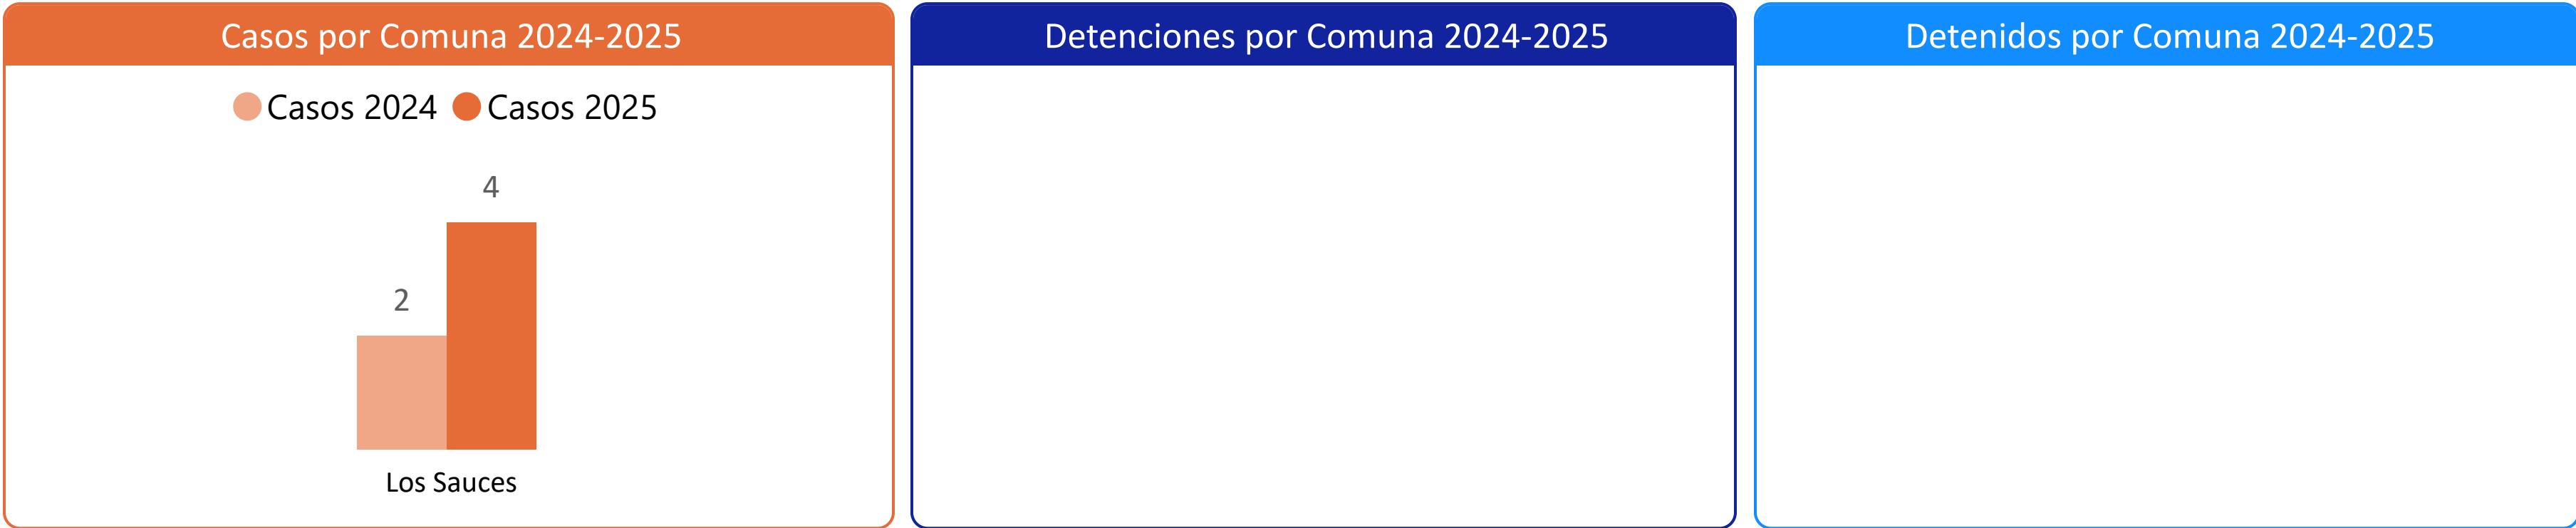 Casos por Comuna 2024-2025
Casos 2024 Casos 2025
4
2
Los Sauces
Detenciones por Comuna 2024-2025
Detenidos por Comuna 2024-2025